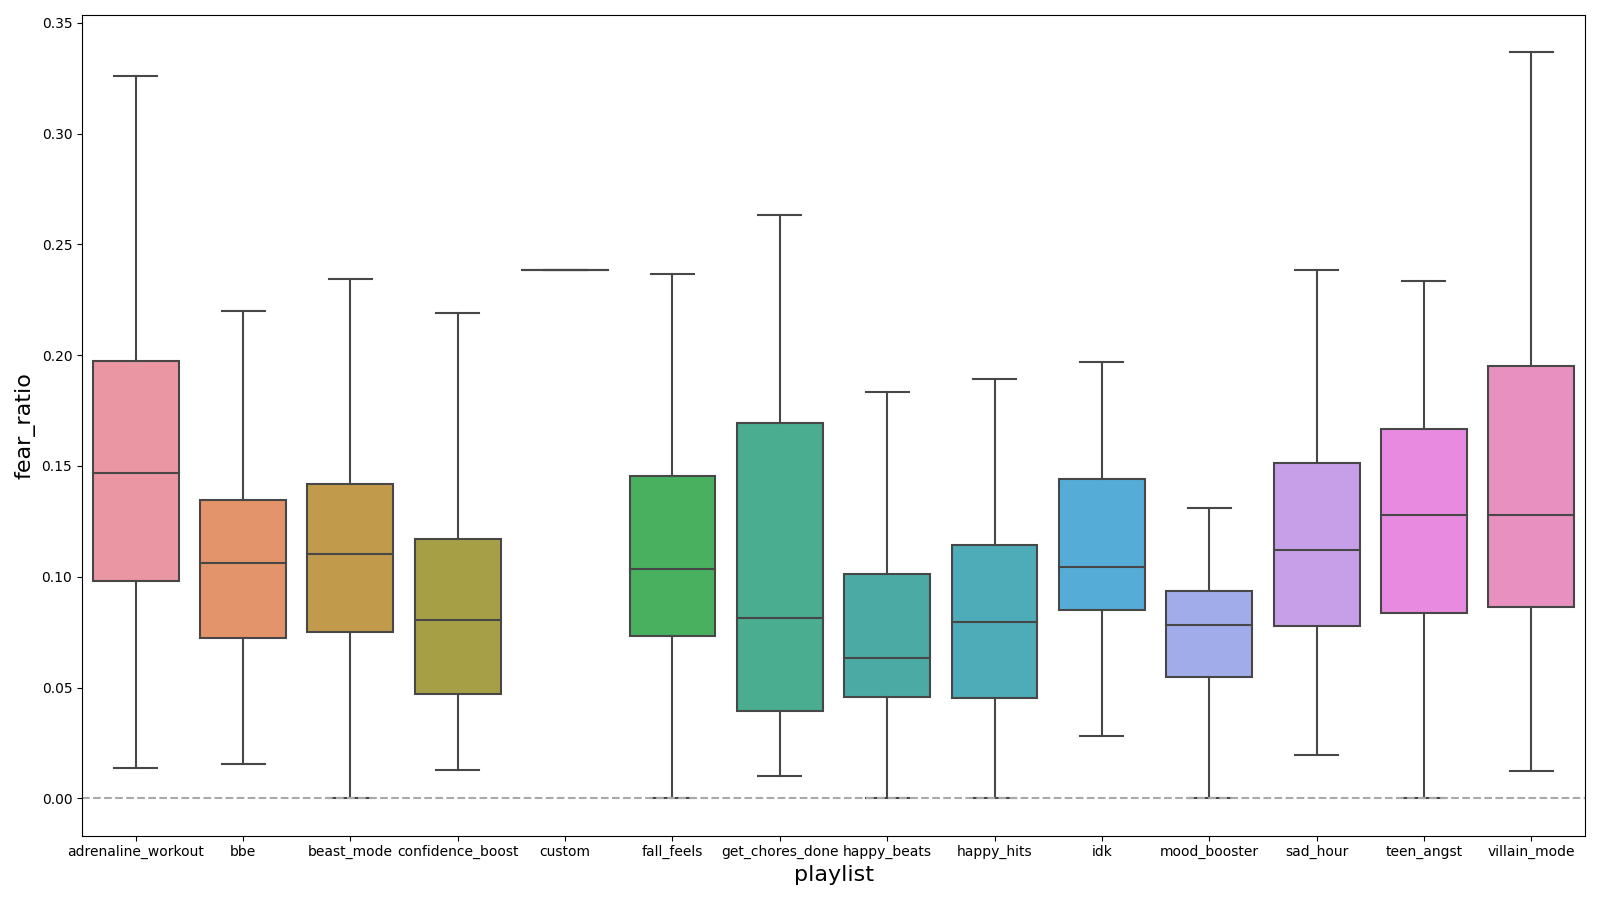 fear_ratio
0.35
0.30
0.25
0.20
0.15
0.10
0.05
0.00
adrenaline_workout bbe beast_mode confidence_boost custom fall_feels get_chores_done happy_beats happy_hits idk mood_booster sad_hour teen_angst villain_mode
playlist